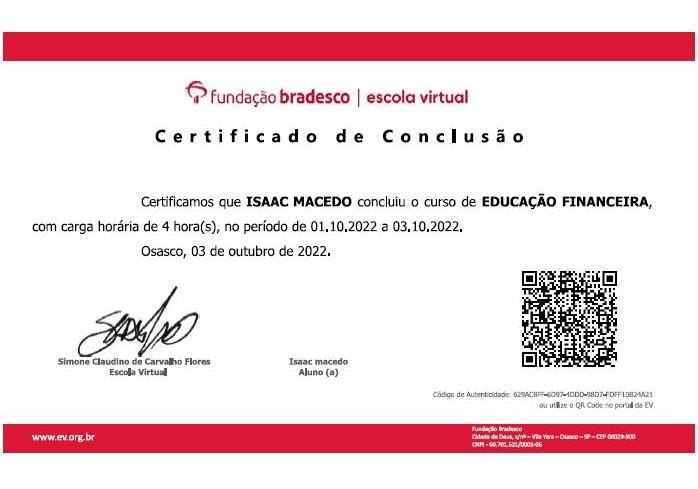 fundação bradesco | escola virtual
Certificado de Conclusão
Certificamos que ISAAC MACEDO concluiu o curso de EDUCAÇÃO FINANCEIRA,
com carga horária de 4 hora(s), no período de 01.10.2022 a 03.10.2022.
Osasco, 03 de outubro de 2022.
Simone Claudino de Carvalho Flores
Escola Virtual
Isaac macedo
Aluno (a)
Código de Autenticidade: 629AC8FF-6D97-4DDD-98D7-FDFF10B24A21
ou utilize o QR Code no portal da EV
www.ev.org.br
Fundação Bradesco
Cidade de Deus, s/nº - Vila Yara - Osasco - SP - CEP 06029-900
CNPJ - 60.701.521/0001-06